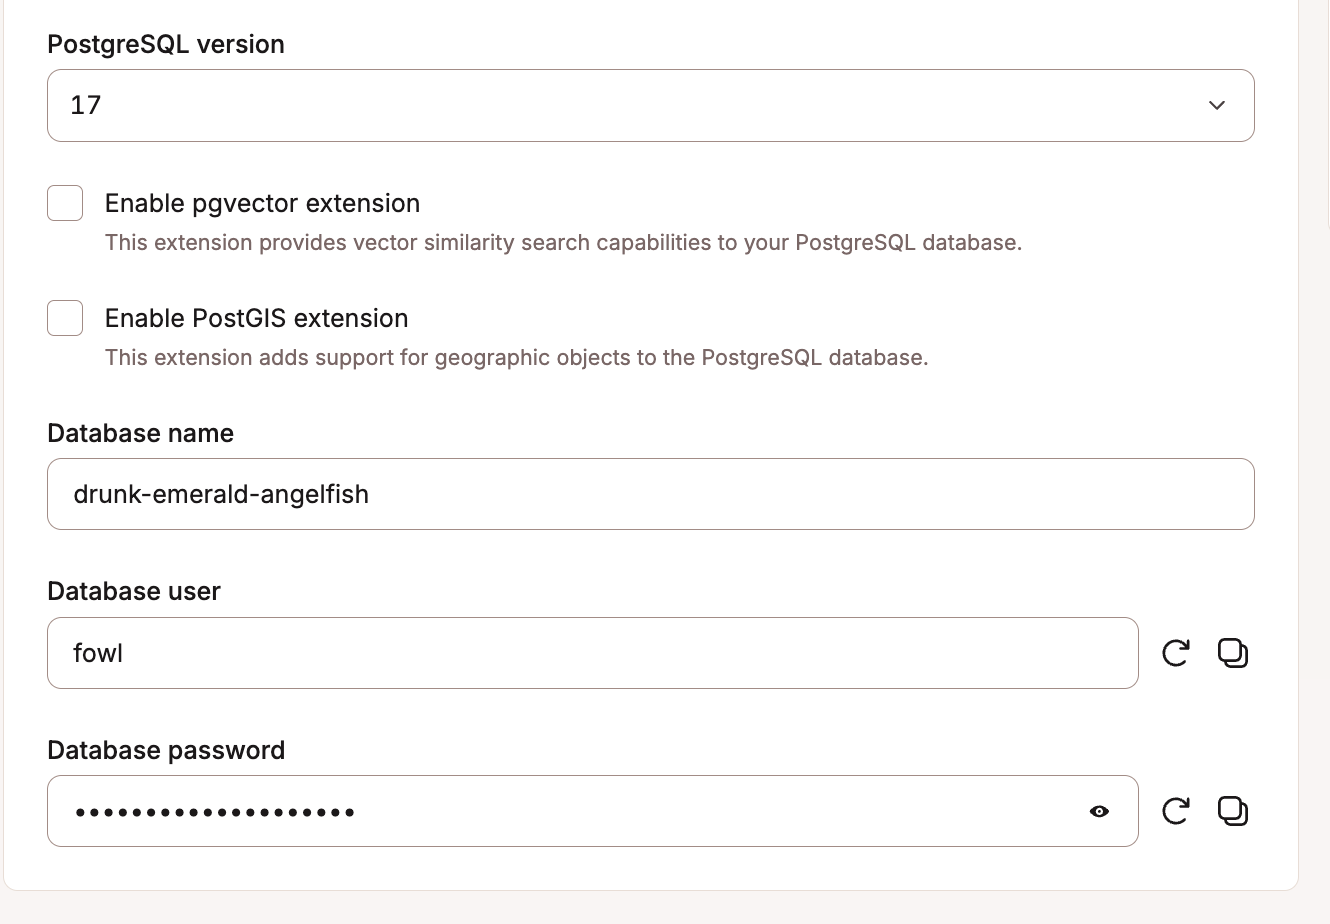 PostgreSQL version
17
Enable pgvector extension
This extension provides vector similarity search capabilities to your PostgreSQL database.
Enable PostGIS extension
This extension adds support for geographic objects to the PostgreSQL database.
Database name
drunk-emerald-angelfish
Database user
fowl
Database password
••••••••••••••••••••